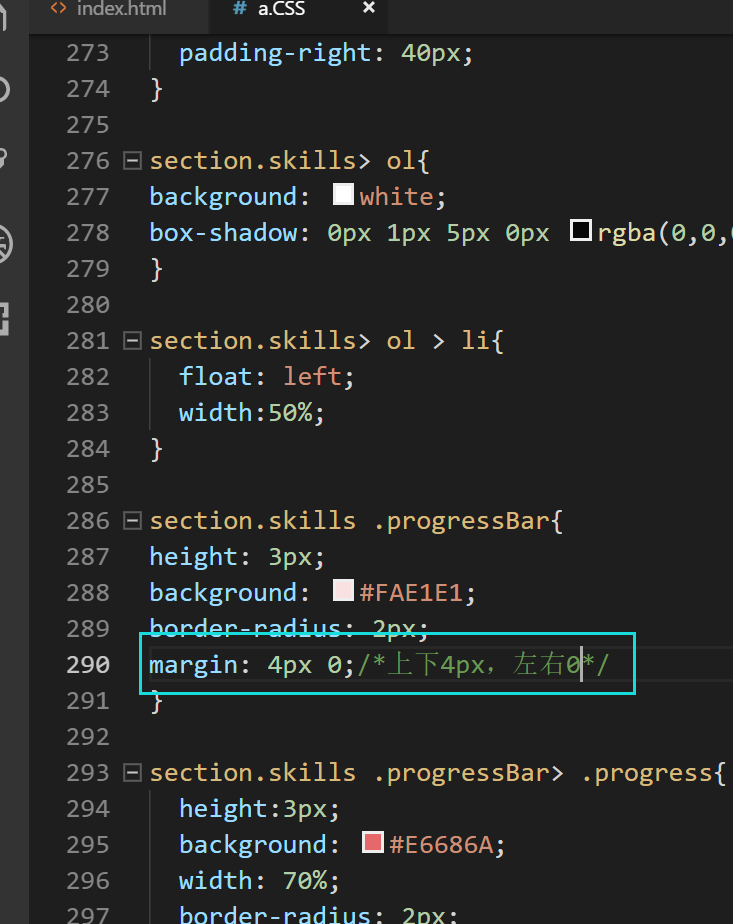 <> index.html # a.CSS ×
273 padding-right: 40px;
274 }
275
276 section.skills> ol{
277 background: white;
278 box-shadow: 0px 1px 5px 0px rgba(0,0,
279 }
280
281 section.skills> ol > li{
282 float: left;
283 width:50%;
284 }
285
286 section.skills .progressBar{
287 height: 3px;
288 background: #FAE1E1;
289 border-radius: 2px;
290 margin: 4px 0;/*上下4px，左右0*/
291 }
292
293 section.skills .progressBar> .progress{
294 height:3px;
295 background: #E6686A;
296 width: 70%;
297 border-radius: 2px;